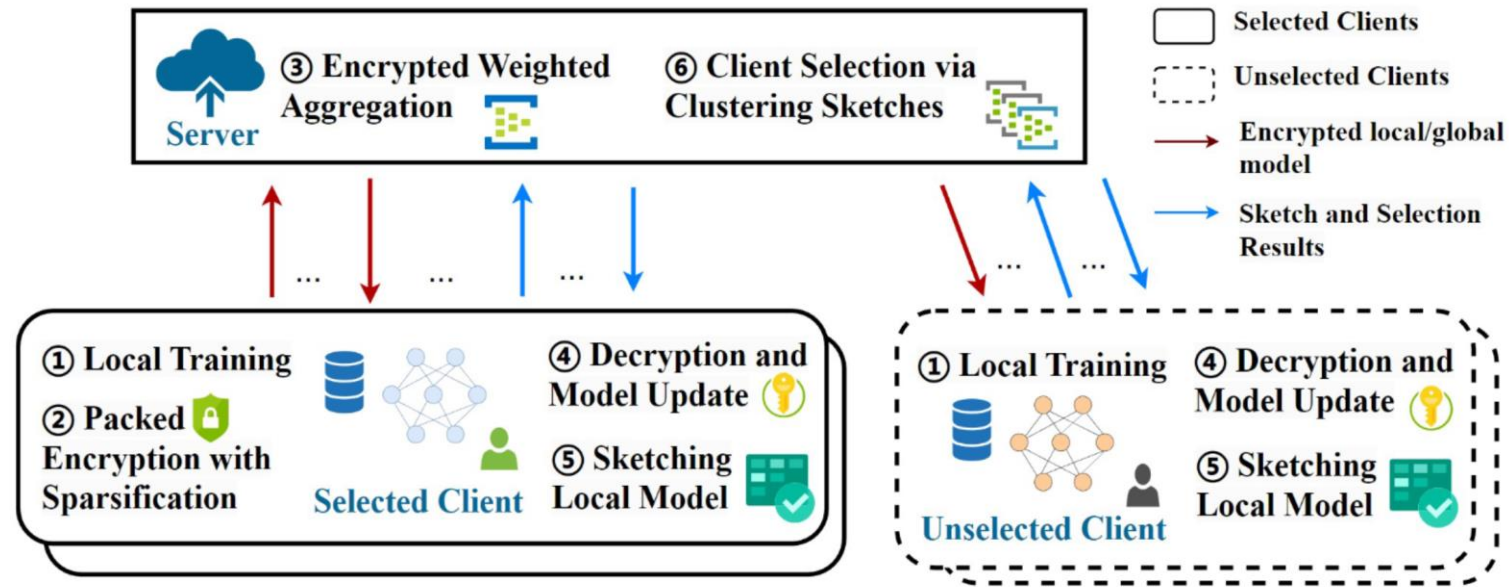 ③ Encrypted Weighted
Aggregation
Server
⑥ Client Selection via
Clustering Sketches
Selected Clients
Unselected Clients
Encrypted local/global
model
Sketch and Selection
Results
...
...
...
...
...
① Local Training
② Packed
Encryption with
Sparsification
Selected Client
④ Decryption and
Model Update
⑤ Sketching
Local Model
① Local Training
Unselected Client
④ Decryption and
Model Update
⑤ Sketching
Local Model